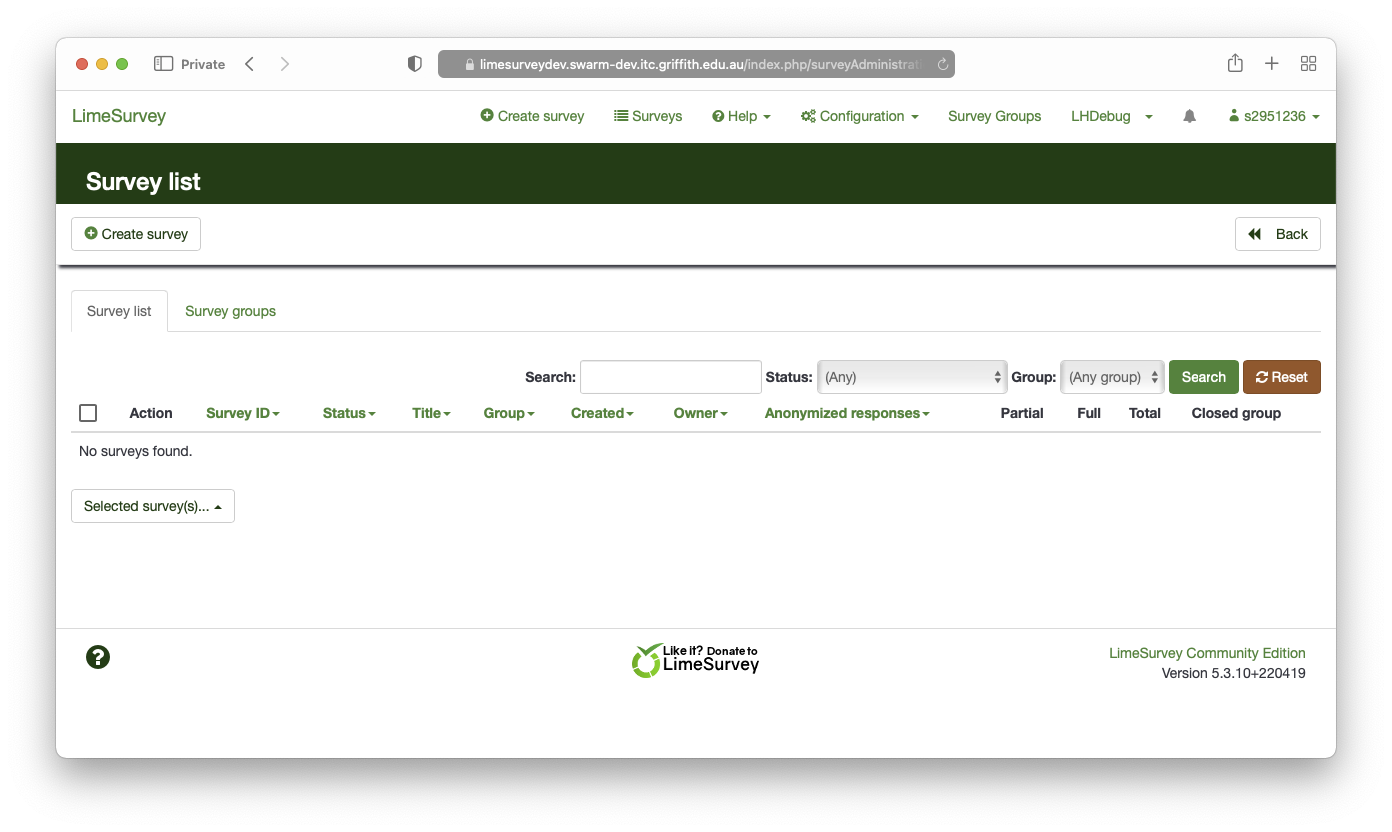 Private
limesurveydev.swarm-dev.itc.griffith.edu.au/index.php/surveyAdministrat
LimeSurvey
Create survey
Surveys
Help
Configuration
Survey Groups
LHDebug
s2951236
Survey list
Create survey
Back
Survey list
Survey groups
Search:
Status: (Any)
Group: (Any group)
Search
Reset
Action Survey ID Status Title Group Created Owner Anonymized responses Partial Full Total Closed group
No surveys found.
Selected survey(s)...
Like it? Donate to
LimeSurvey
LimeSurvey Community Edition
Version 5.3.10+220419